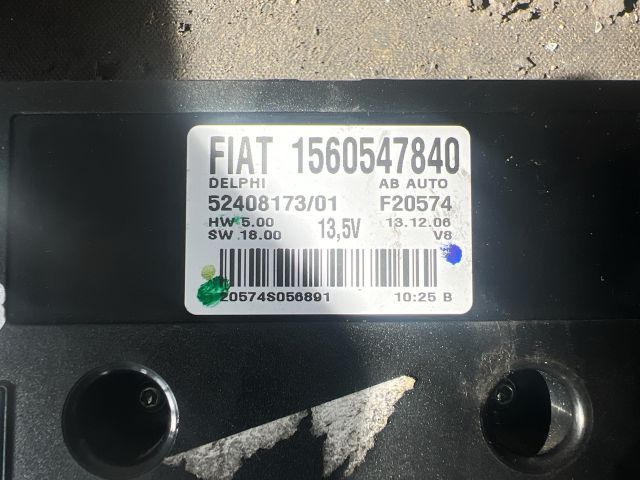 FIAT 1560547840
DELPHI AB AUTO
52408173/01 F20574
HW 5.00 13,5V 13.12.06
SW 18.00 V8
20574S056891 10:25 B